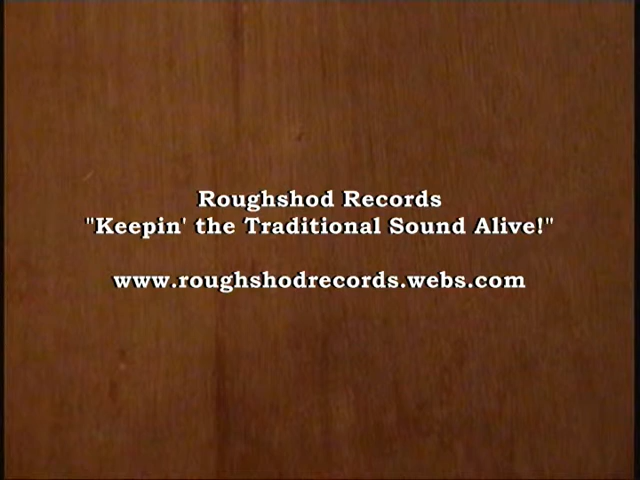 Roughshod Records
"Keepin' the Traditional Sound Alive!"
www.roughshodrecords.webs.com